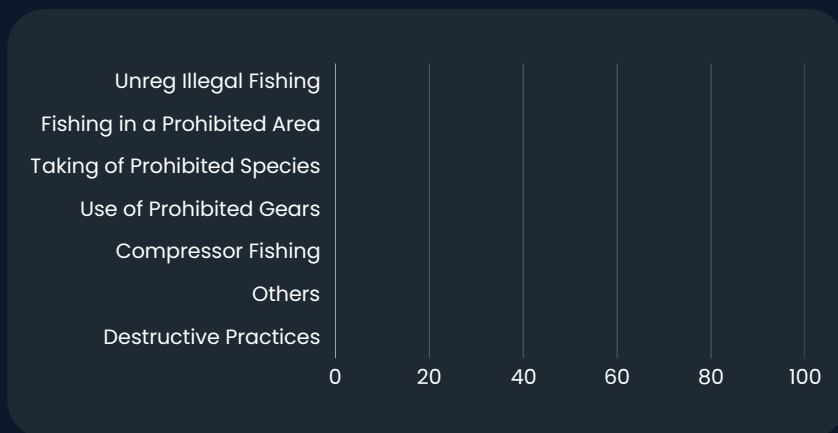 Unreg Illegal Fishing
Fishing in a Prohibited Area
Taking of Prohibited Species
Use of Prohibited Gears
Compressor Fishing
Others
Destructive Practices
0 20 40 60 80 100